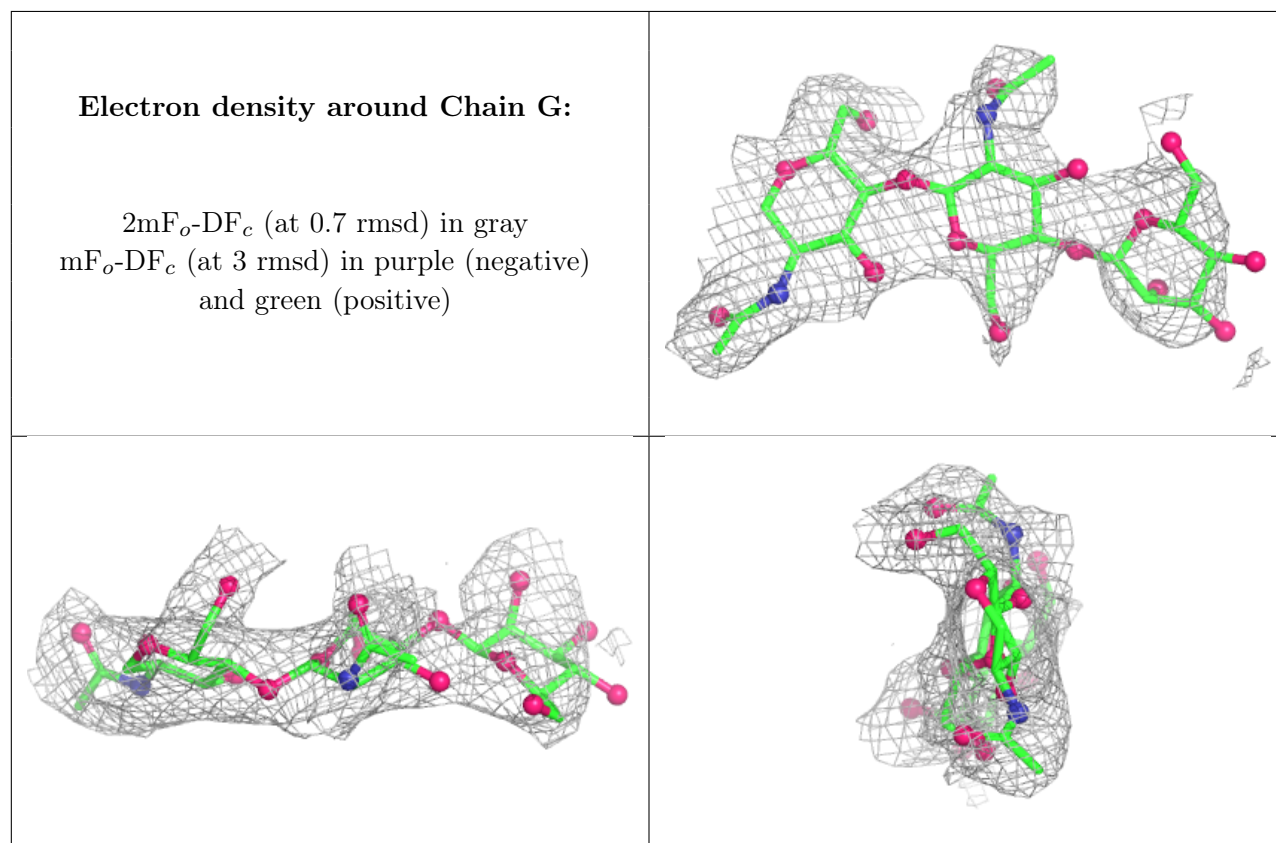 Electron density around Chain G:
2mFo-DFc (at 0.7 rmsd) in gray
mFo-DFc (at 3 rmsd) in purple (negative)
and green (positive)